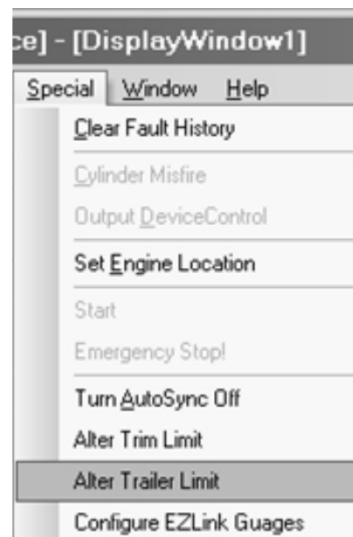 ce] - [DisplayWindow1]
Special Window Help
Clear Fault History
Cylinder Misfire
Output DeviceControl
Set Engine Location
Start
Emergency Stop!
Turn AutoSync Off
Alter Trim Limit
Alter Trailer Limit
Configure EZLink Guages